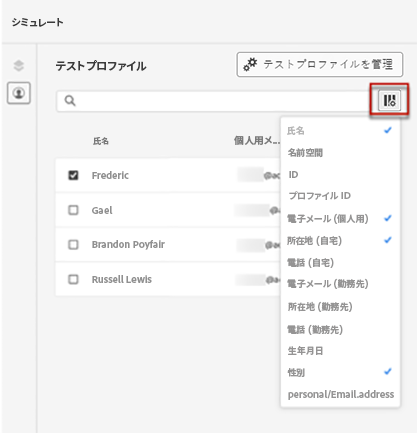 シミュレート
テストプロファイル
テストプロファイルを管理
氏名
個人用メ...
Frederic
Gael
Brandon Poyfair
Russell Lewis
氏名
名前空間
ID
プロファイル ID
電子メール (個人用)
所在地 (自宅)
電話 (自宅)
電子メール (勤務先)
所在地 (勤務先)
電話 (勤務先)
生年月日
性別
personal/Email.address